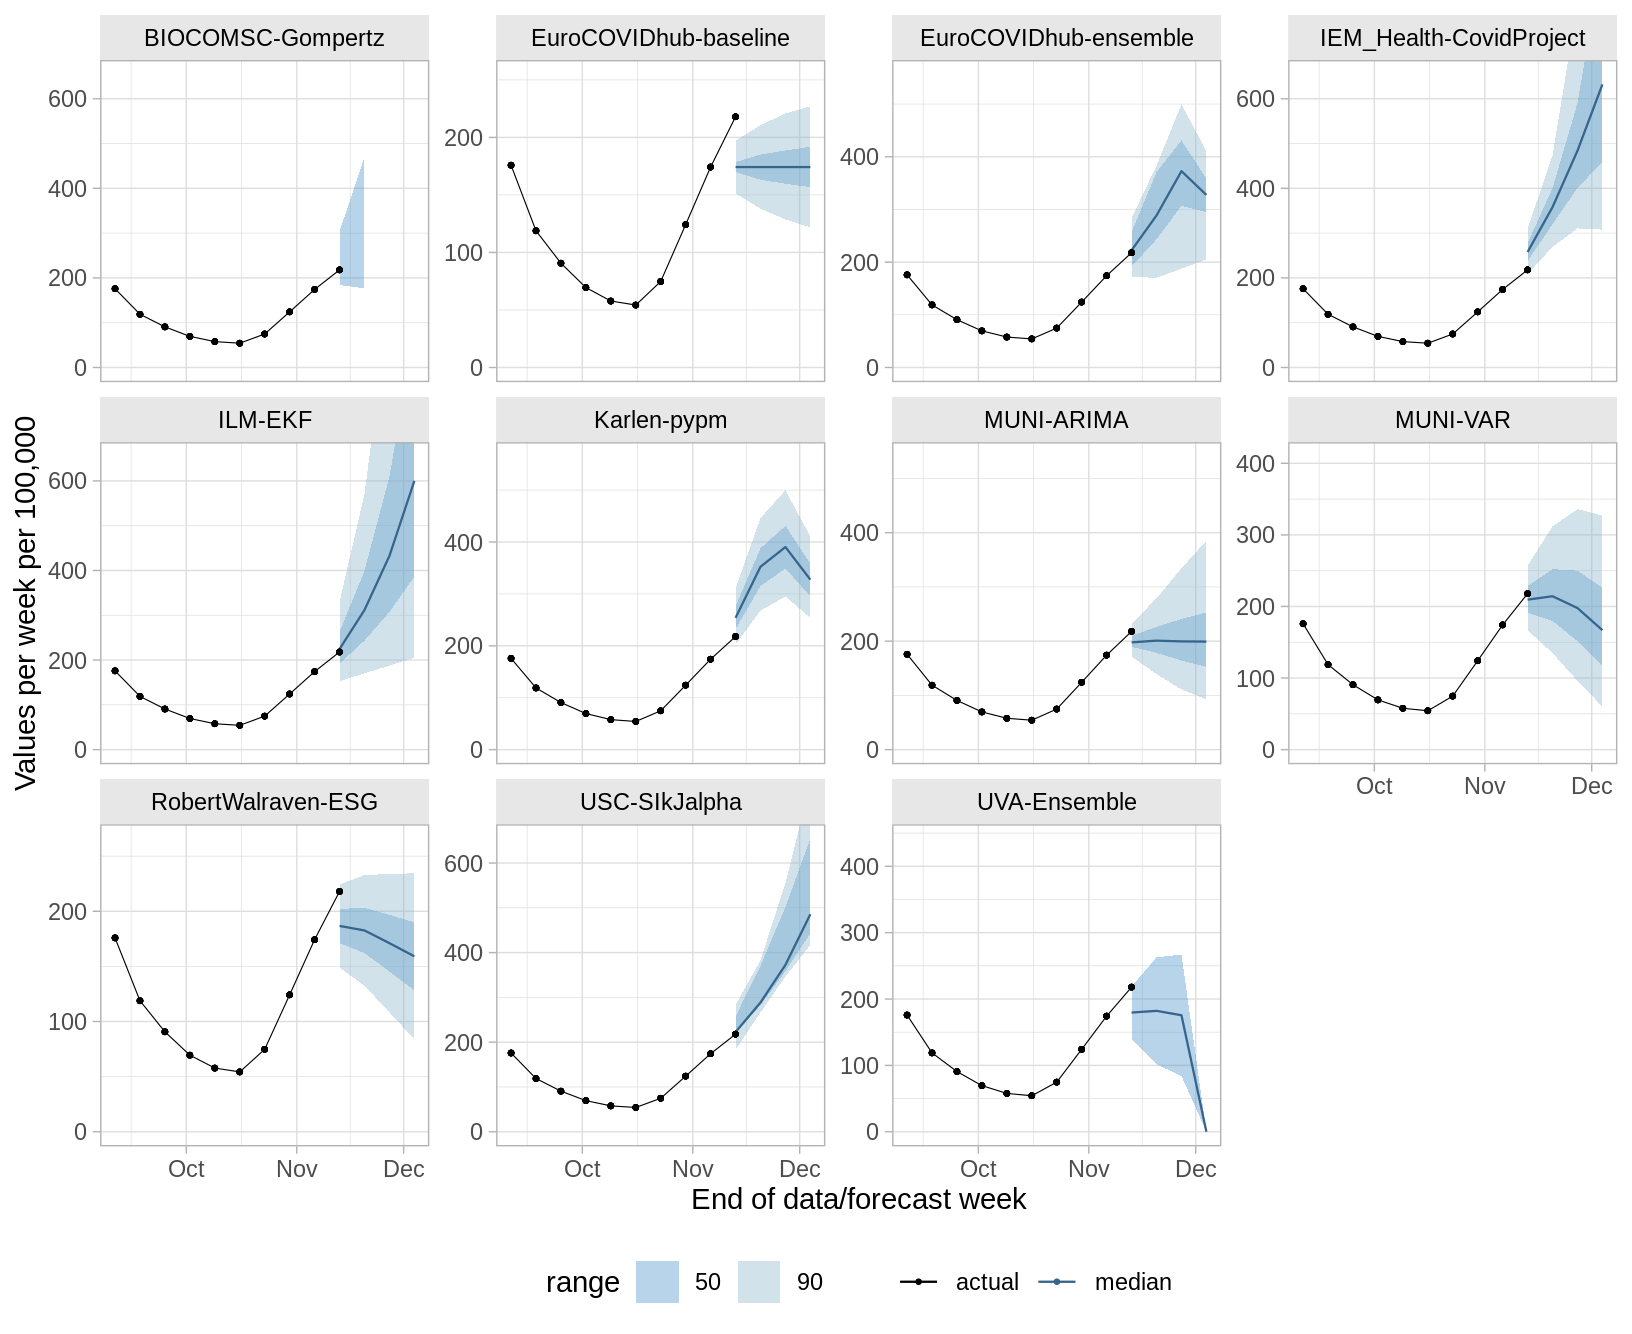 BIOCOMSC-Gompertz
EuroCOVIDhub-baseline
EuroCOVIDhub-ensemble
IEM_Health-CovidProject
600
400
200
0
200
100
0
400
200
0
600
400
200
0
ILM-EKF
Karlen-pypm
MUNI-ARIMA
MUNI-VAR
Values per week per 100,000
600
400
200
0
400
200
0
400
200
0
400
300
200
100
0
Oct Nov Dec
RobertWalraven-ESG
USC-SIkJalpha
UVA-Ensemble
200
100
0
600
400
200
0
400
300
200
100
0
Oct Nov Dec
Oct Nov Dec
Oct Nov Dec
End of data/forecast week
range 50 90 actual median